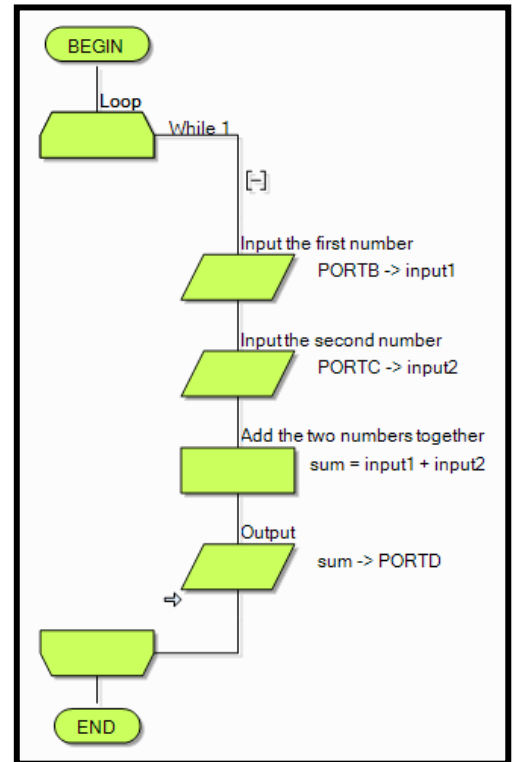 BEGIN
Loop
While 1
[-]
Input the first number
PORTB -> input1
Input the second number
PORTC -> input2
Add the two numbers together
sum = input1 + input2
Output
sum -> PORTD
END